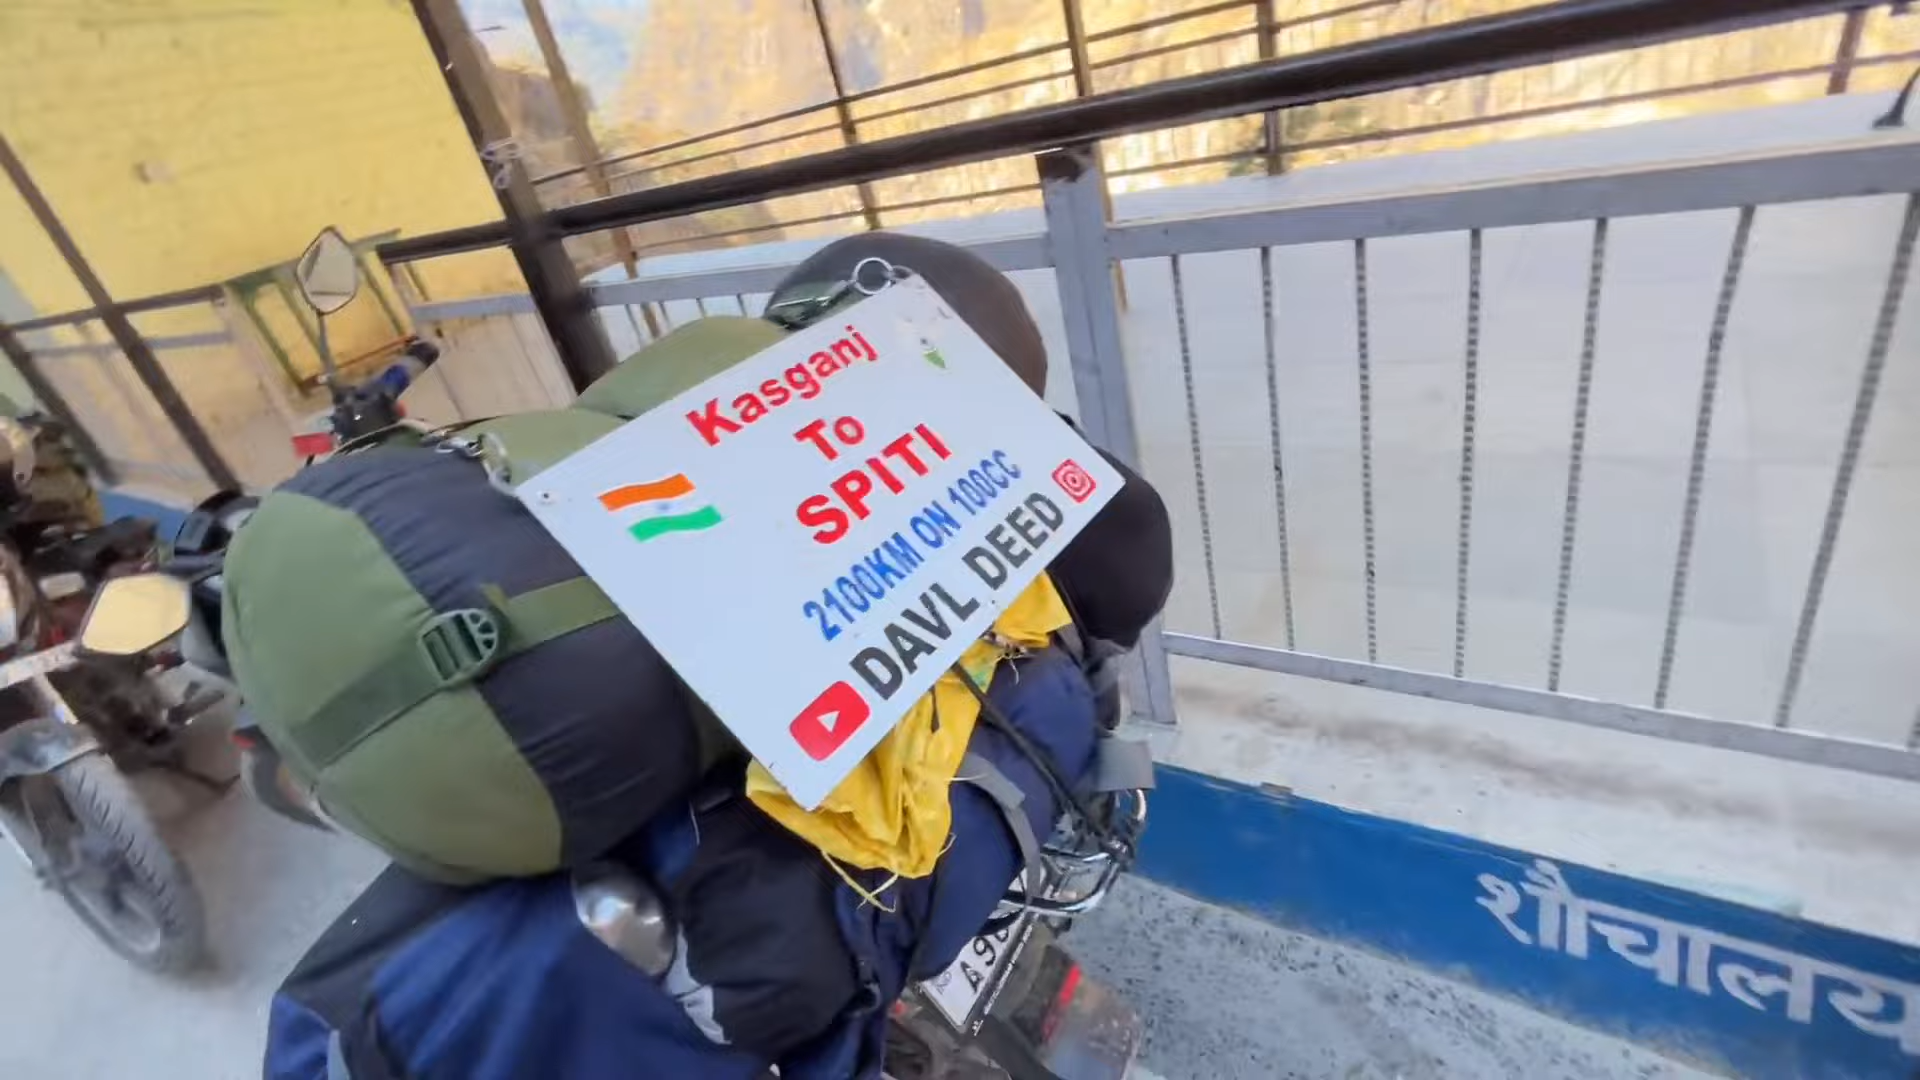 Kasganj
To
SPITI
2100KM ON 100CC
DAVL DEED
शौचालय